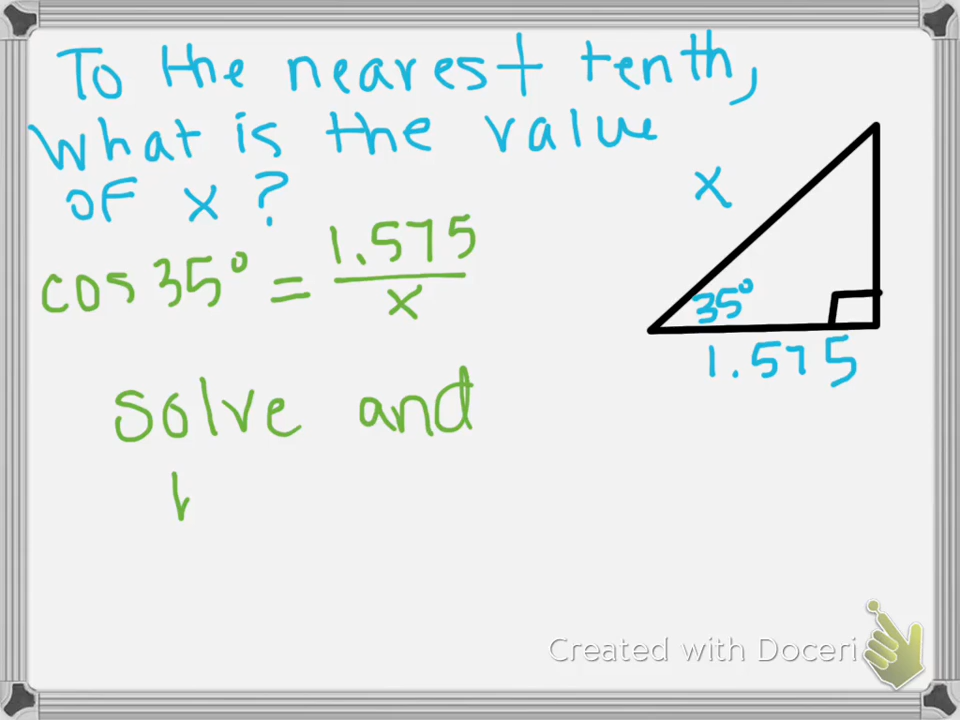 To the nearest tenth,
what is the value
of x ?
x
cos 35° = 1.575
x
35°
1.575
solve and
Created with Doceri